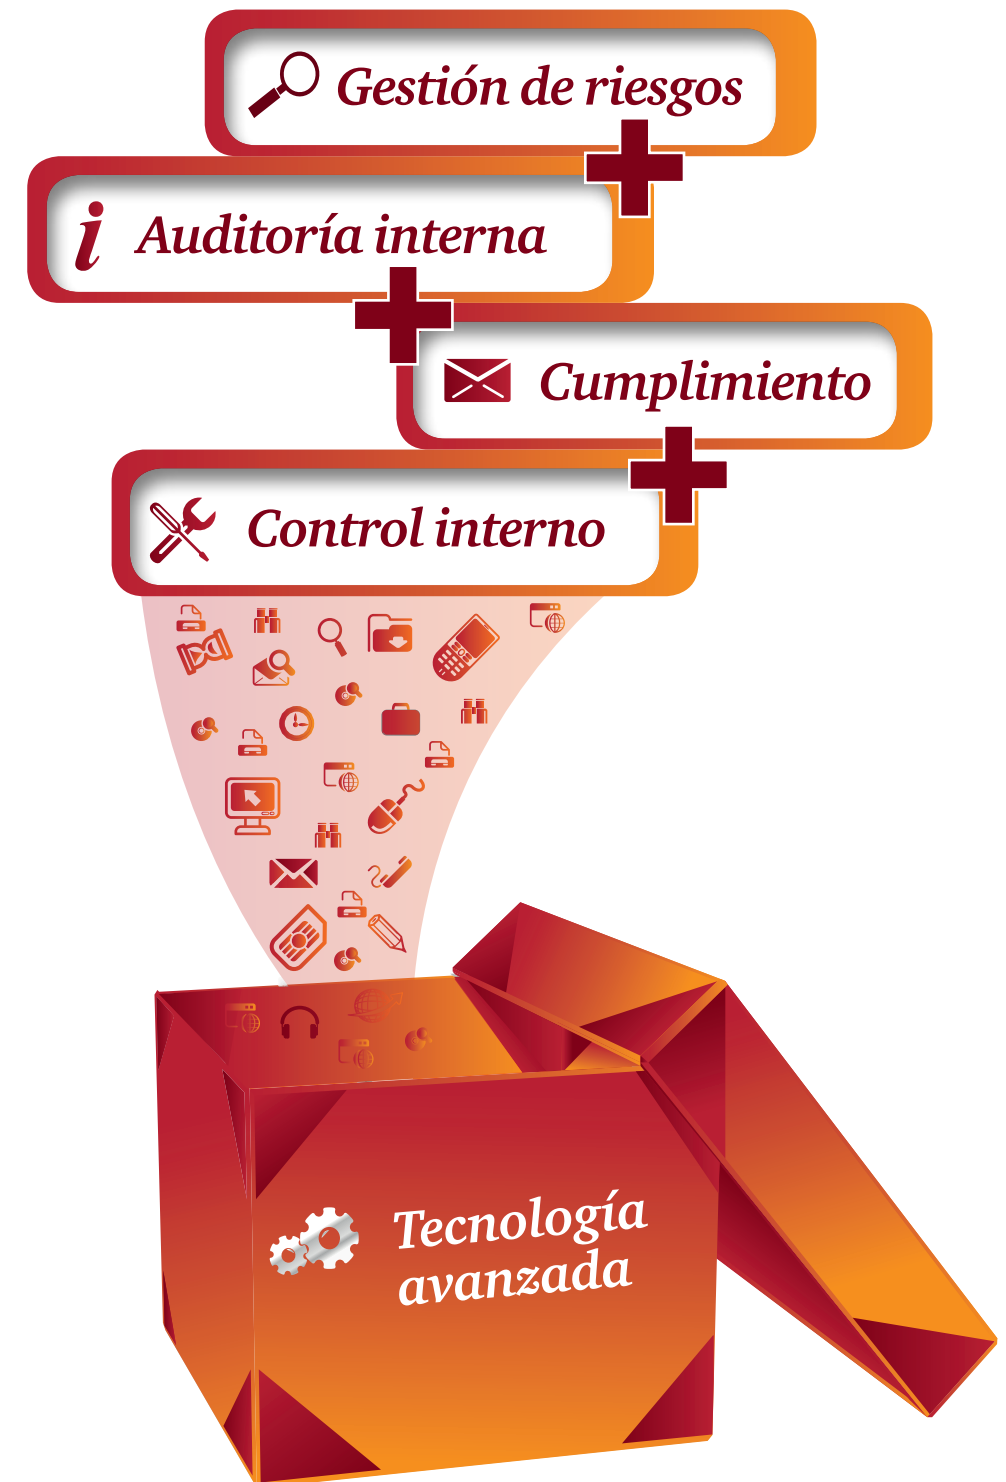 Gestión de riesgos
Auditoría interna
Cumplimiento
Control interno
Tecnología
avanzada